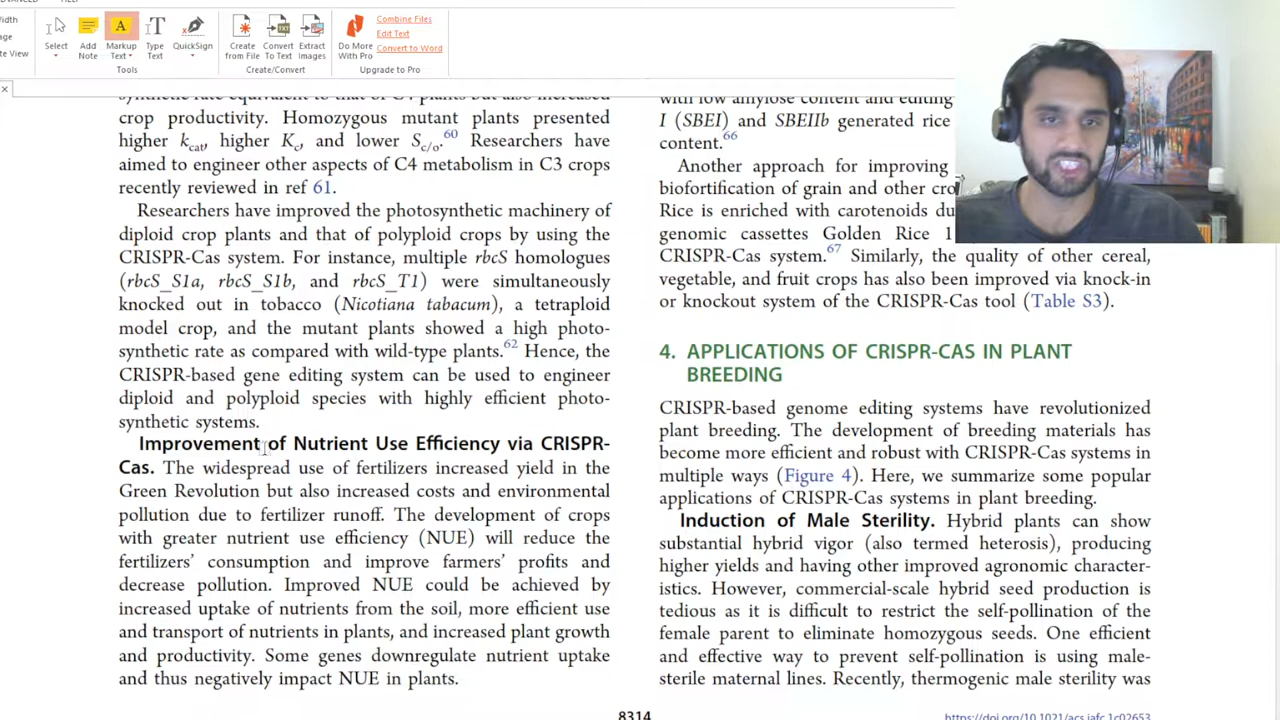 Select
Add
Note
Markup
Text
Type
Text
QuickSign
Tools
Create
from File
Convert
To Text
Extract
Images
Create/Convert
Do More
With Pro
Combine Files
Edit Text
Convert to Word
Upgrade to Pro
crop productivity. Homozygous mutant plants presented
higher kcat, higher Kc, and lower Sc/o.60 Researchers have
aimed to engineer other aspects of C4 metabolism in C3 crops
recently reviewed in ref 61.
Researchers have improved the photosynthetic machinery of
diploid crop plants and that of polyploid crops by using the
CRISPR-Cas system. For instance, multiple rbcS homologues
(rbcS_S1a, rbcS_S1b, and rbcS_T1) were simultaneously
knocked out in tobacco (Nicotiana tabacum), a tetraploid
model crop, and the mutant plants showed a high photo-
synthetic rate as compared with wild-type plants.62 Hence, the
CRISPR-based gene editing system can be used to engineer
diploid and polyploid species with highly efficient photo-
synthetic systems.
Improvement of Nutrient Use Efficiency via CRISPR-
Cas. The widespread use of fertilizers increased yield in the
Green Revolution but also increased costs and environmental
pollution due to fertilizer runoff. The development of crops
with greater nutrient use efficiency (NUE) will reduce the
fertilizers' consumption and improve farmers' profits and
decrease pollution. Improved NUE could be achieved by
increased uptake of nutrients from the soil, more efficient use
and transport of nutrients in plants, and increased plant growth
and productivity. Some genes downregulate nutrient uptake
and thus negatively impact NUE in plants.
with low amylose content and editing
I (SBEI) and SBEIIb generated rice
content.66
Another approach for improving
biofortification of grain and other cro
Rice is enriched with carotenoids du
genomic cassettes Golden Rice 1
CRISPR-Cas system.67 Similarly, the quality of other cereal,
vegetable, and fruit crops has also been improved via knock-in
or knockout system of the CRISPR-Cas tool (Table S3).
4. APPLICATIONS OF CRISPR-CAS IN PLANT
BREEDING
CRISPR-based genome editing systems have revolutionized
plant breeding. The development of breeding materials has
become more efficient and robust with CRISPR-Cas systems in
multiple ways (Figure 4). Here, we summarize some popular
applications of CRISPR-Cas systems in plant breeding.
Induction of Male Sterility. Hybrid plants can show
substantial hybrid vigor (also termed heterosis), producing
higher yields and having other improved agronomic character-
istics. However, commercial-scale hybrid seed production is
tedious as it is difficult to restrict the self-pollination of the
female parent to eliminate homozygous seeds. One efficient
and effective way to prevent self-pollination is using male-
sterile maternal lines. Recently, thermogenic male sterility was
8314
https://doi.org/10.1021/acs.jafc.1c02653